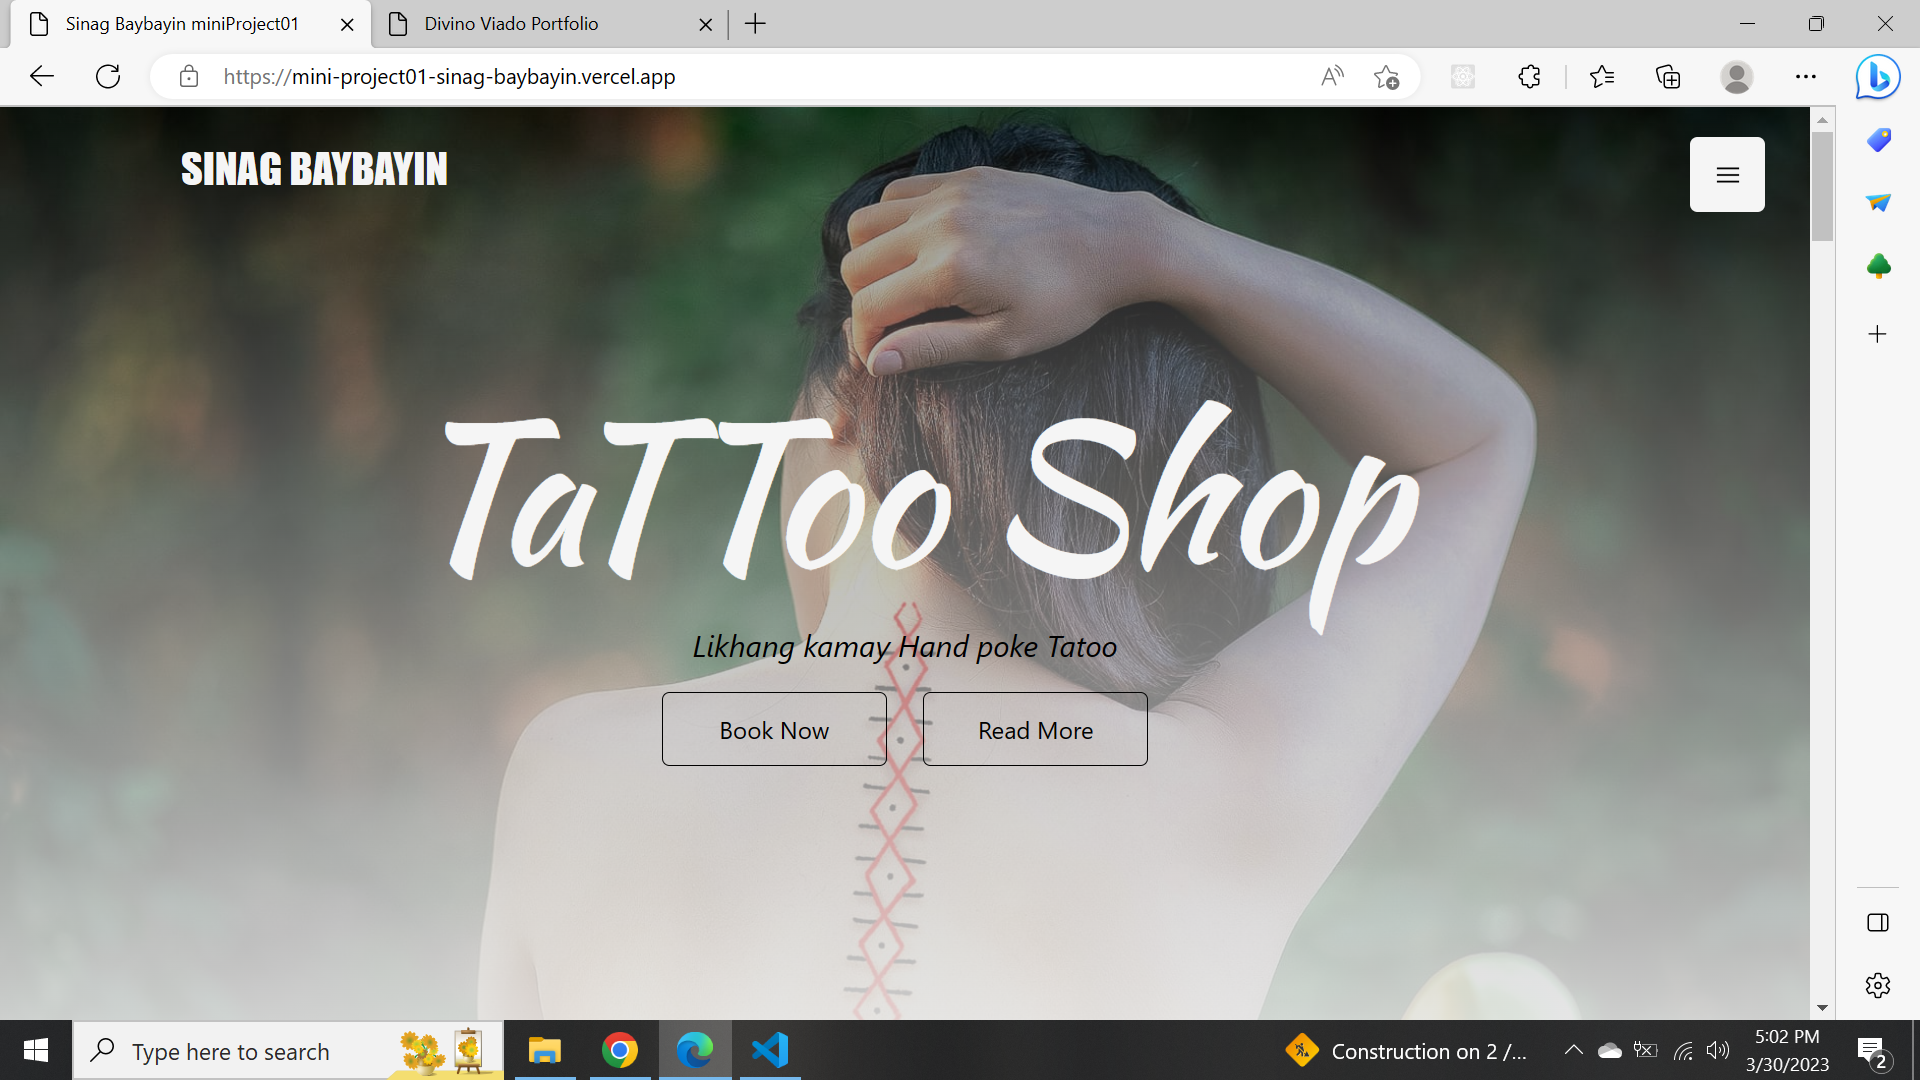 Sinag Baybayin miniProject01
Divino Viado Portfolio
https://mini-project01-sinag-baybayin.vercel.app
SINAG BAYBAYIN
TaTToo Shop
Likhang kamay Hand poke Tatoo
Book Now
Read More
Type here to search
Construction on 2 /...
5:02 PM
3/30/2023
2